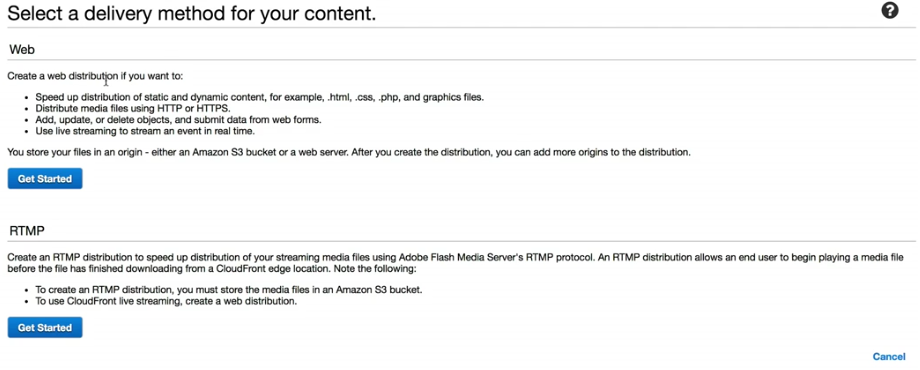 Select a delivery method for your content.
?
Web
Create a web distribution if you want to:
• Speed up distribution of static and dynamic content, for example, .html, .css, .php, and graphics files.
• Distribute media files using HTTP or HTTPS.
• Add, update, or delete objects, and submit data from web forms.
• Use live streaming to stream an event in real time.
You store your files in an origin - either an Amazon S3 bucket or a web server. After you create the distribution, you can add more origins to the distribution.
Get Started
RTMP
Create an RTMP distribution to speed up distribution of your streaming media files using Adobe Flash Media Server's RTMP protocol. An RTMP distribution allows an end user to begin playing a media file
before the file has finished downloading from a CloudFront edge location. Note the following:
• To create an RTMP distribution, you must store the media files in an Amazon S3 bucket.
• To use CloudFront live streaming, create a web distribution.
Get Started
Cancel